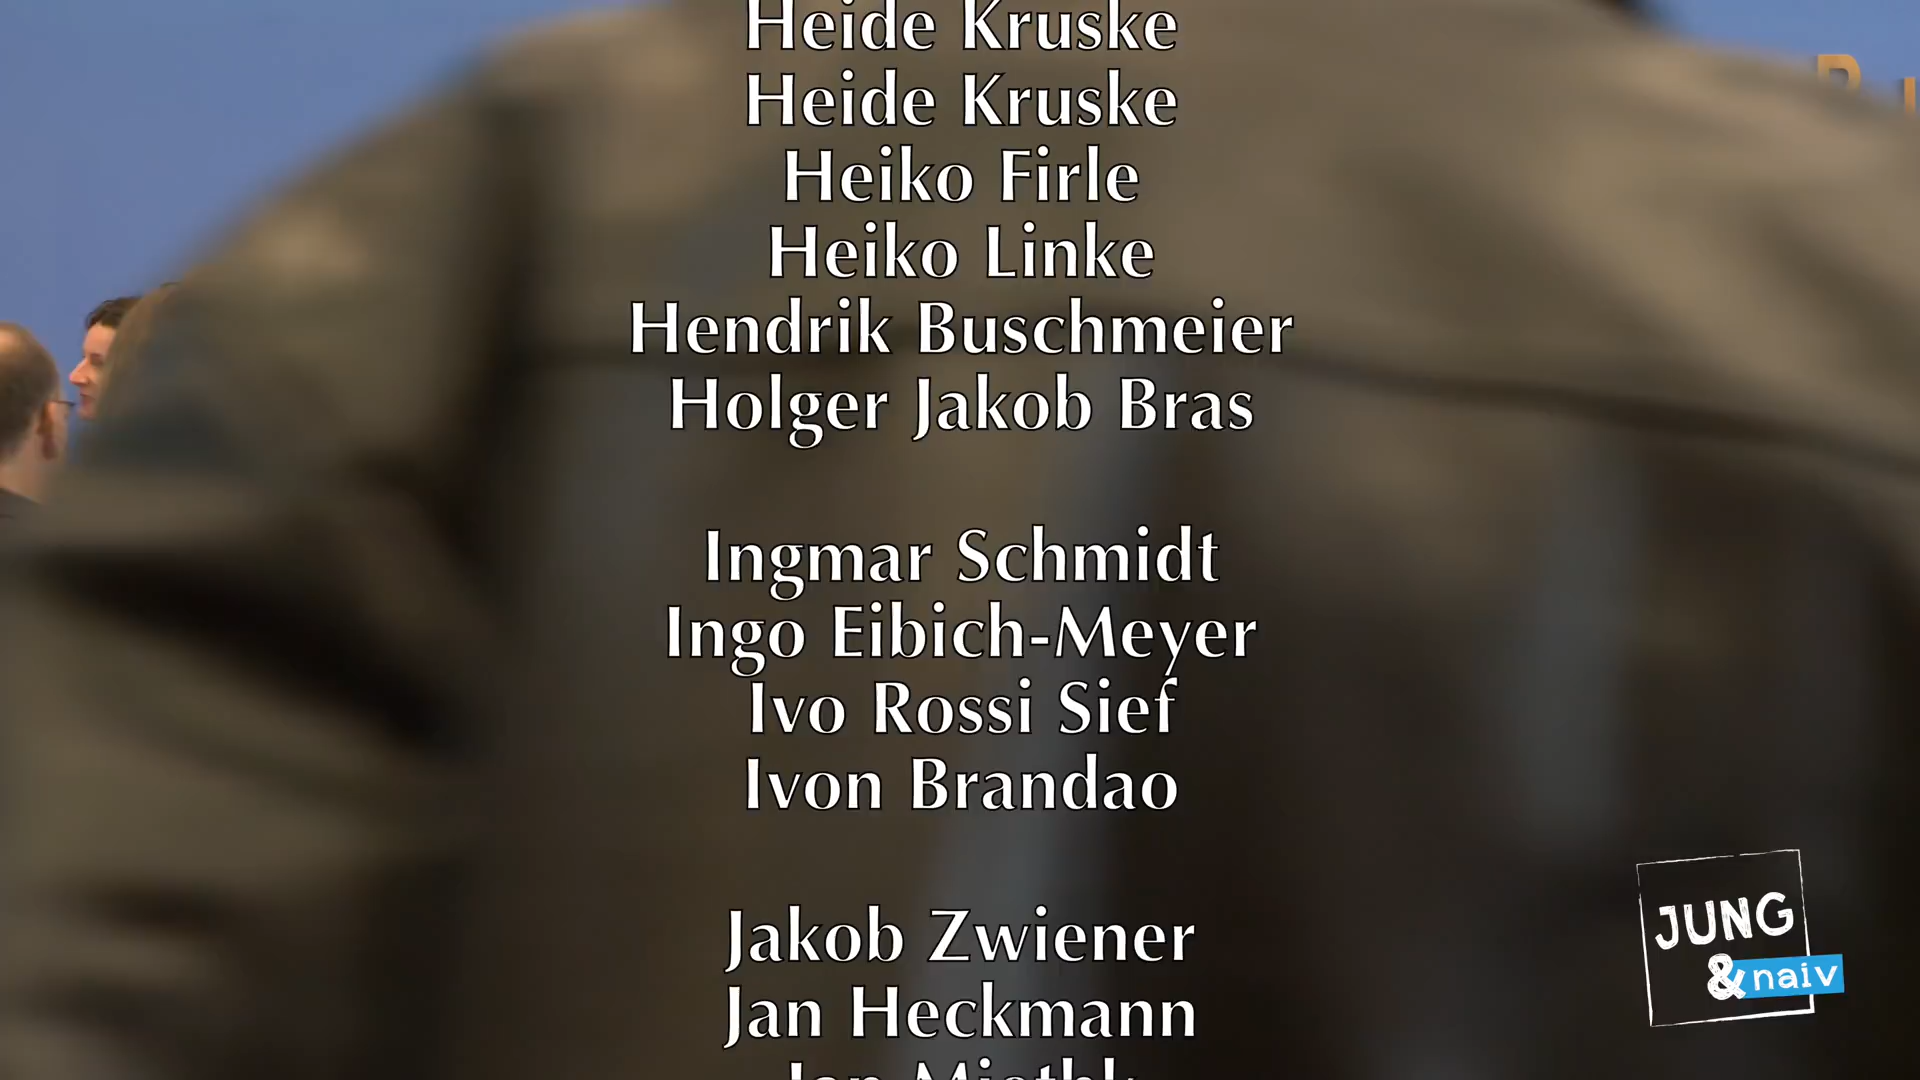 Heide Kruske
Heide Kruske
Heiko Firle
Heiko Linke
Hendrik Buschmeier
Holger Jakob Bras
Ingmar Schmidt
Ingo Eibich-Meyer
Ivo Rossi Sief
Ivon Brandao
Jakob Zwiener
Jan Heckmann
JUNG
&naiv